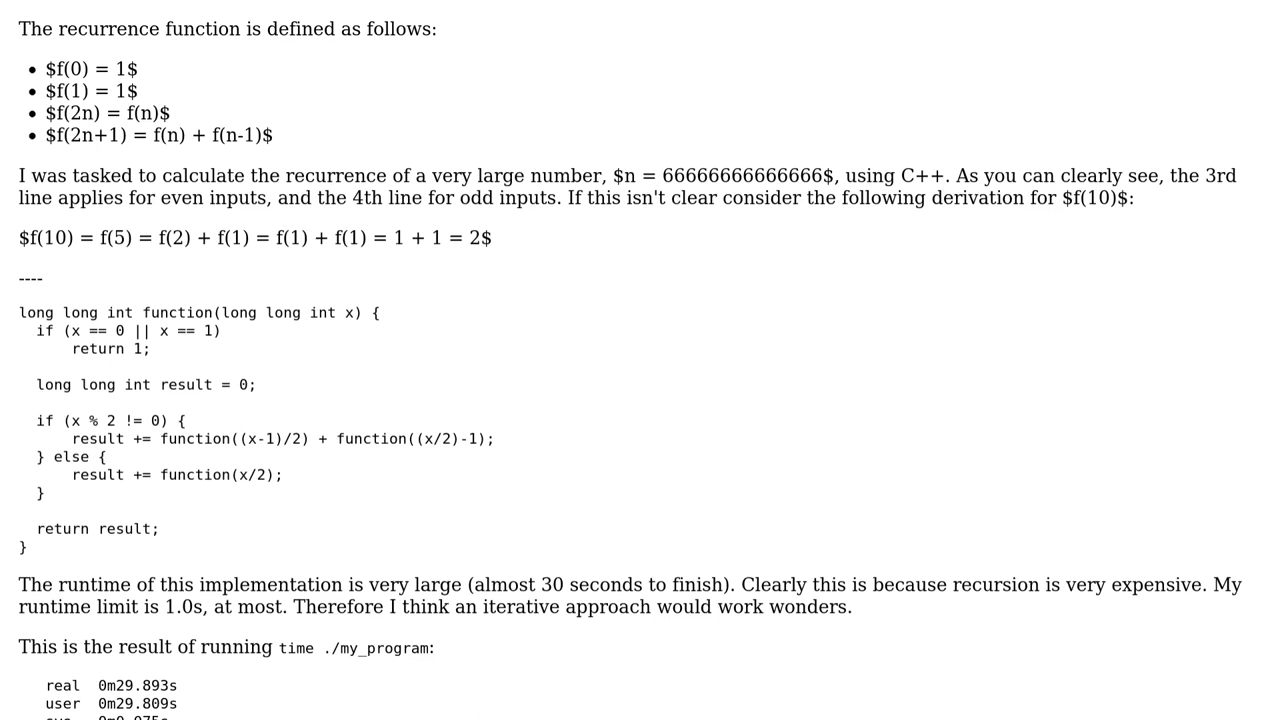 The recurrence function is defined as follows:
• $f(0) = 1$
• $f(1) = 1$
• $f(2n) = f(n)$
• $f(2n+1) = f(n) + f(n-1)$
I was tasked to calculate the recurrence of a very large number, $n = 66666666666666$, using C++. As you can clearly see, the 3rd
line applies for even inputs, and the 4th line for odd inputs. If this isn't clear consider the following derivation for $f(10)$:
$f(10) = f(5) = f(2) + f(1) = f(1) + f(1) = 1 + 1 = 2$
----
long long int function(long long int x) {
  if (x == 0 || x == 1)
      return 1;
  long long int result = 0;
  if (x % 2 != 0) {
      result += function((x-1)/2) + function((x/2)-1);
  } else {
      result += function(x/2);
  }
  return result;
}
The runtime of this implementation is very large (almost 30 seconds to finish). Clearly this is because recursion is very expensive. My
runtime limit is 1.0s, at most. Therefore I think an iterative approach would work wonders.
This is the result of running time ./my_program:
real  0m29.893s
user  0m29.809s